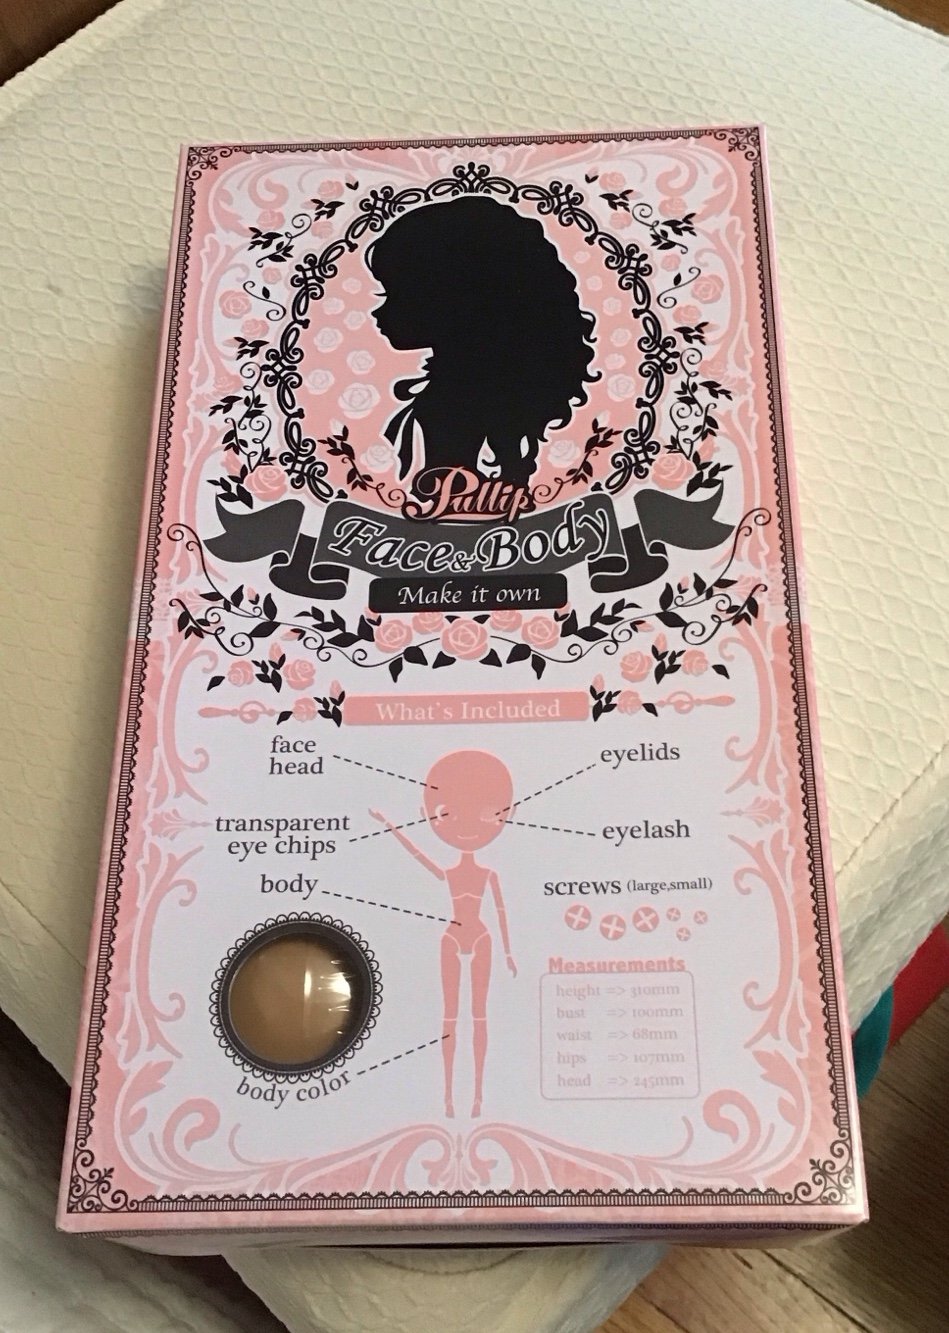 Pullip
Face & Body
Make it own
What's Included
face
head
eyelids
transparent
eye chips
eyelash
body
screws (large,small)
Measurements
height => 310mm
bust => 100mm
waist => 68mm
hips => 107mm
head => 245mm
body color